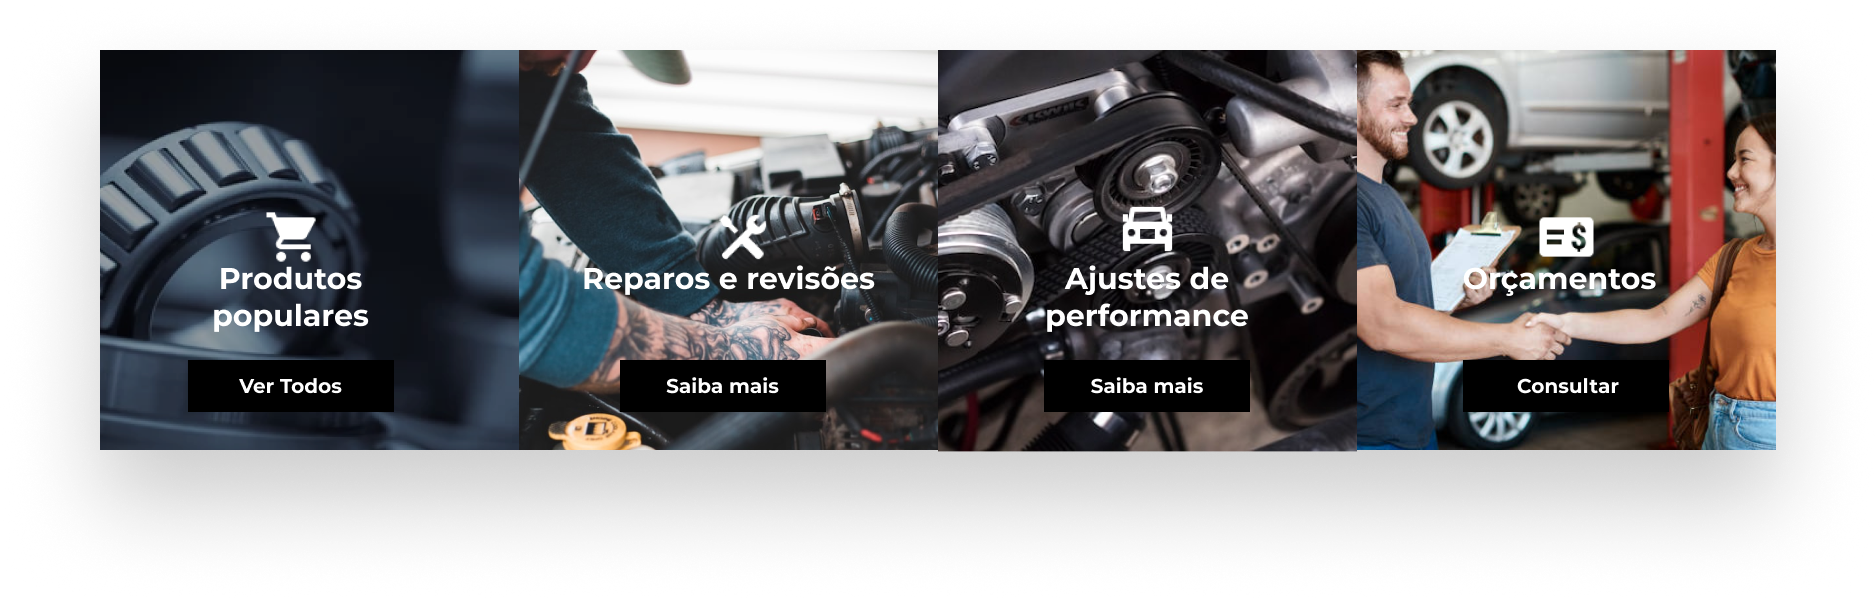 Produtos
populares
Ver Todos
Reparos e revisões
Saiba mais
Ajustes de
performance
Saiba mais
Orçamentos
Consultar